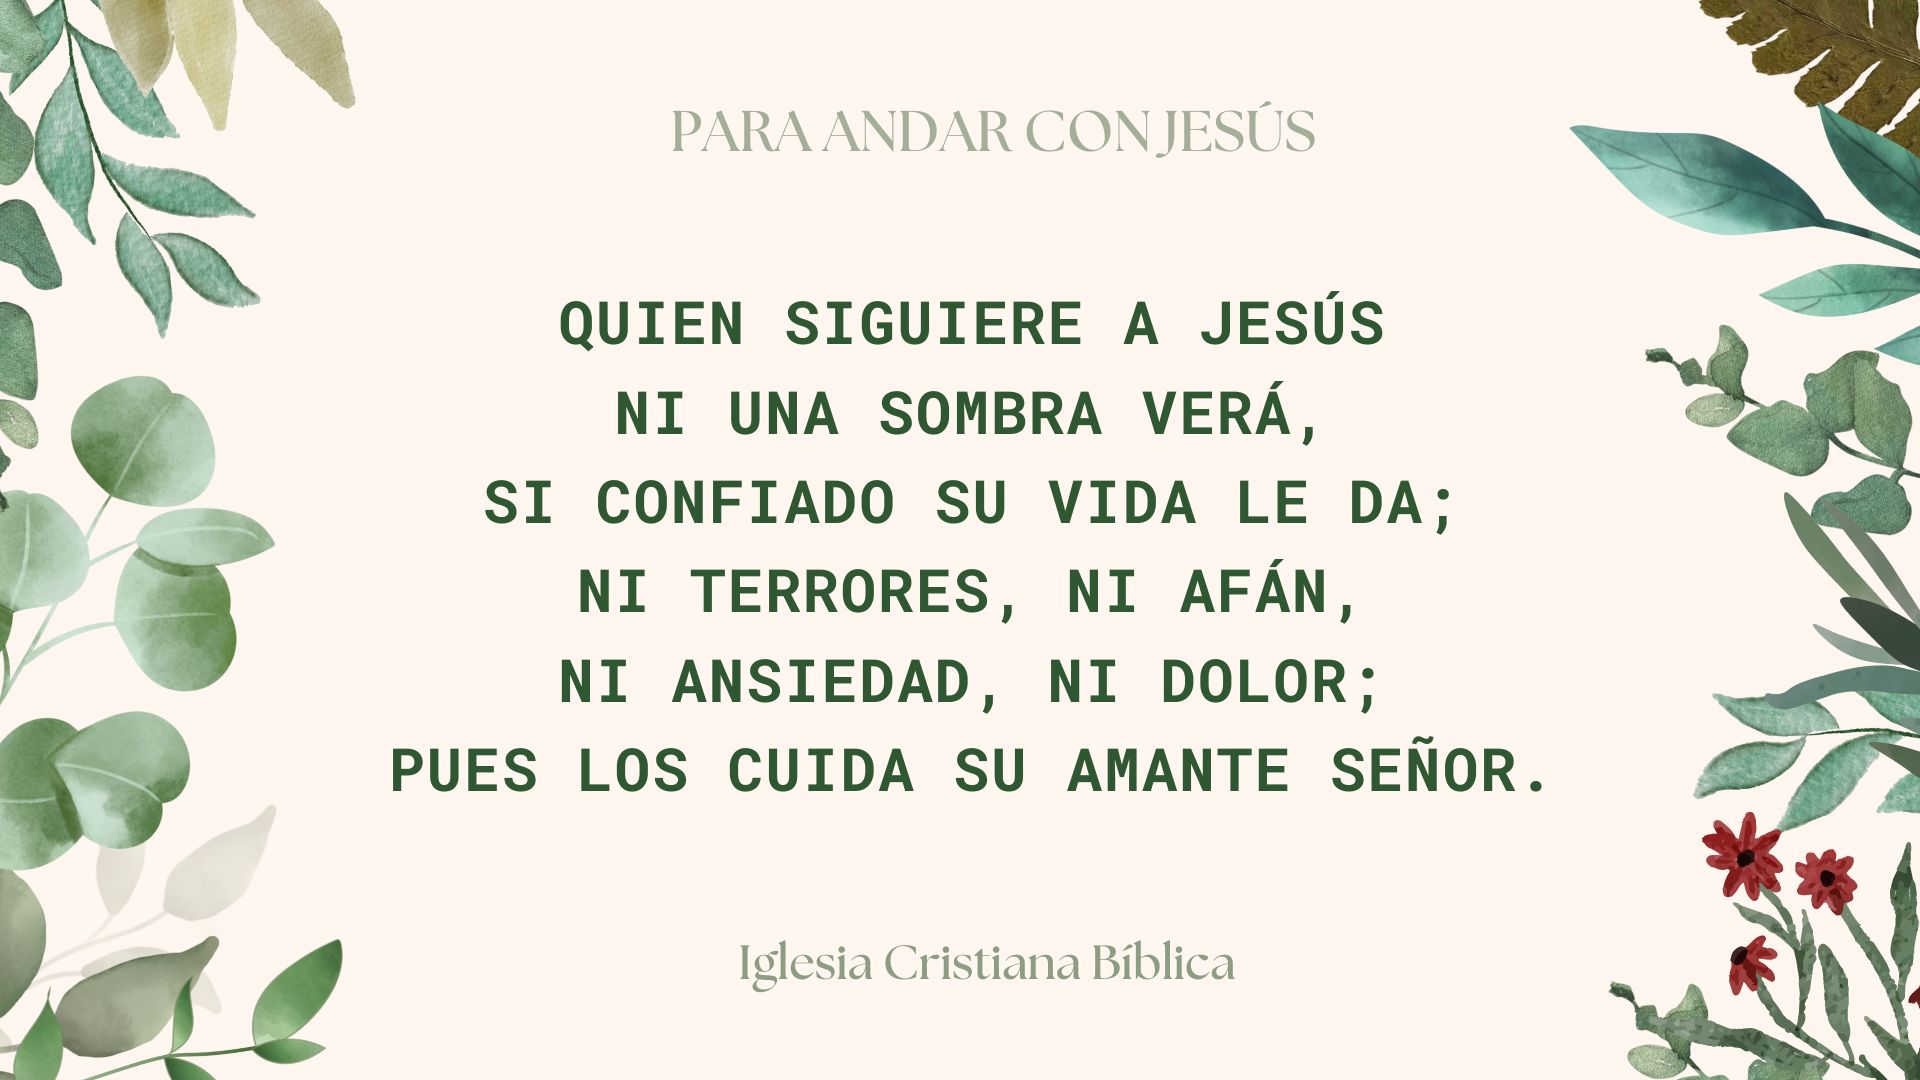 PARA ANDAR CON JESÚS
QUIEN SIGUIERE A JESÚS
NI UNA SOMBRA VERÁ,
SI CONFIADO SU VIDA LE DA;
NI TERRORES, NI AFÁN,
NI ANSIEDAD, NI DOLOR;
PUES LOS CUIDA SU AMANTE SEÑOR.
Iglesia Cristiana Bíblica